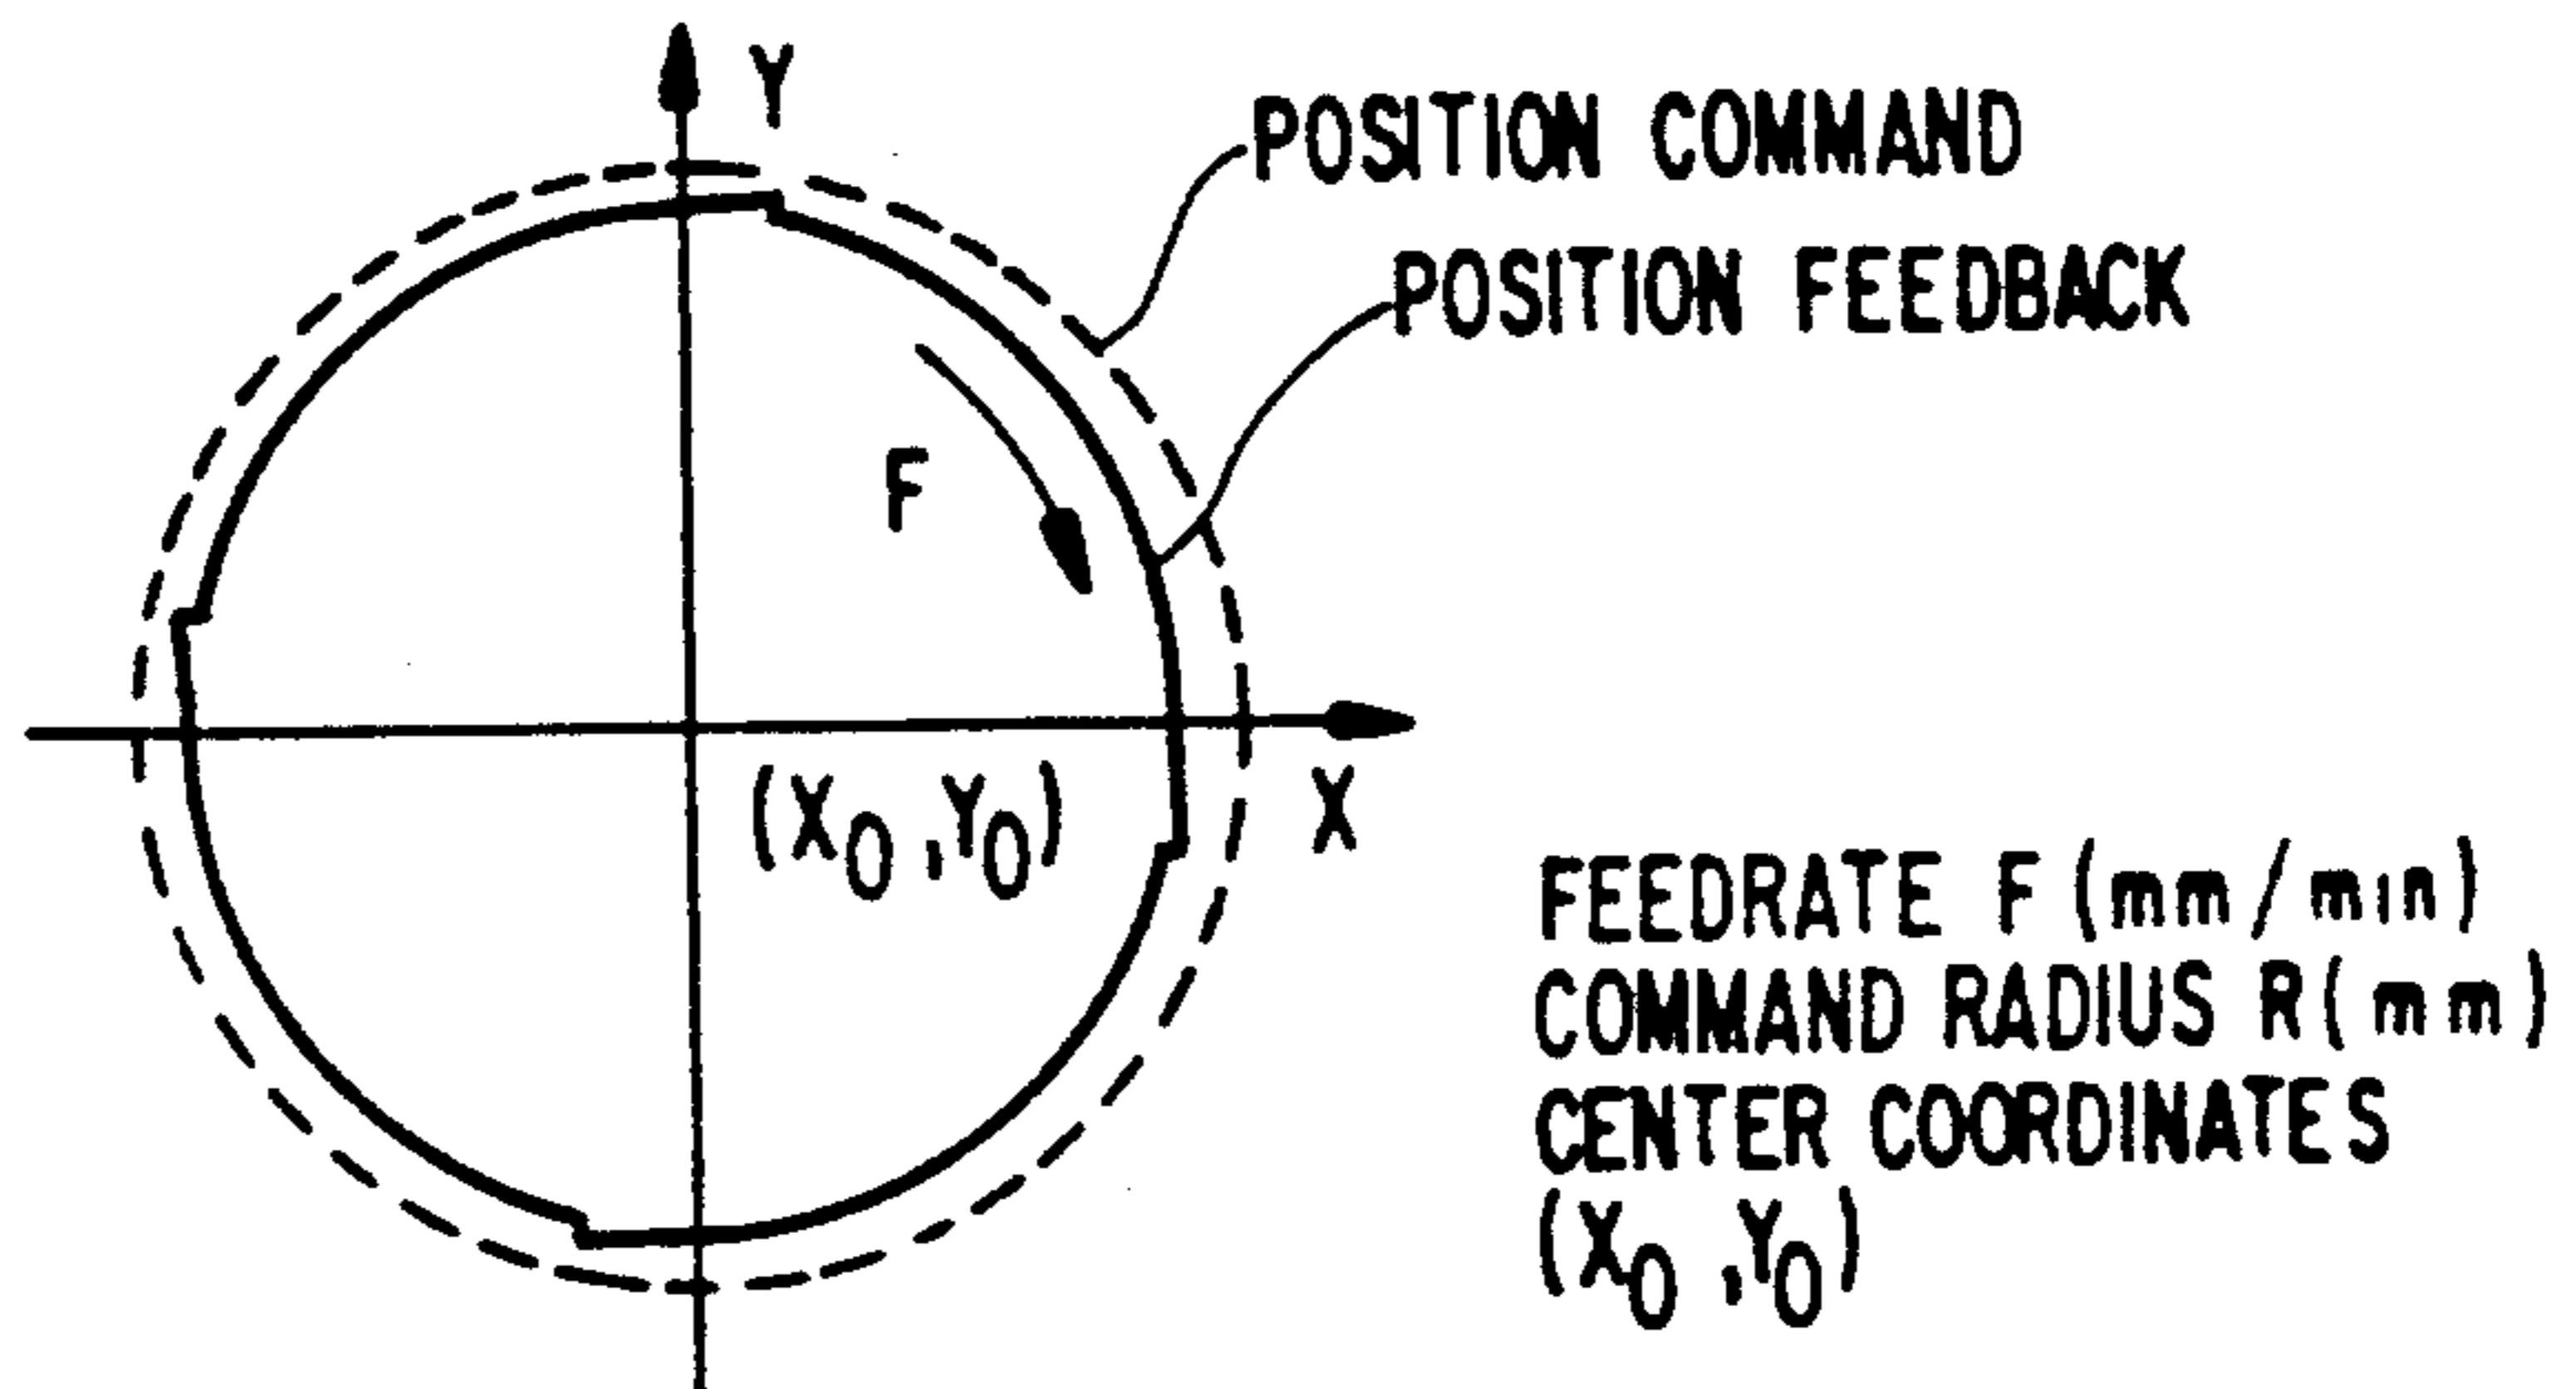 Y
POSITION COMMAND
POSITION FEEDBACK
F
(X₀,Y₀)
X
FEEDRATE F (mm/min)
COMMAND RADIUS R(mm)
CENTER COORDINATES
(X₀,Y₀)